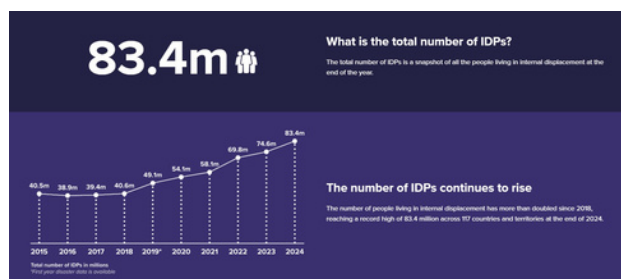 83.4m
What is the total number of IDPs?
The total number of IDPs is a snapshot of all the people living in internal displacement at the
end of the year.
83.4m
74.6m
69.8m
58.1m
54.1m
49.1m
40.5m 38.9m 39.4m 40.6m
2015 2016 2017 2018 2019* 2020 2021 2022 2023 2024
Total number of IDPs in millions
*First year disaster data is available
The number of IDPs continues to rise
The number of people living in internal displacement has more than doubled since 2018,
reaching a record high of 83.4 million across 117 countries and territories at the end of 2024.